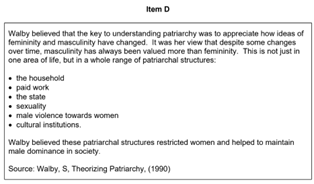 Item D
Walby believed that the key to understanding patriarchy was to appreciate how ideas of
femininity and masculinity have changed. It was her view that despite some changes
over time, masculinity has always been valued more than femininity. This is not just in
one area of life, but in a whole range of patriarchal structures:
• the household
• paid work
• the state
• sexuality
• male violence towards women
• cultural institutions.
Walby believed these patriarchal structures restricted women and helped to maintain
male dominance in society.
Source: Walby, S, Theorizing Patriarchy, (1990)